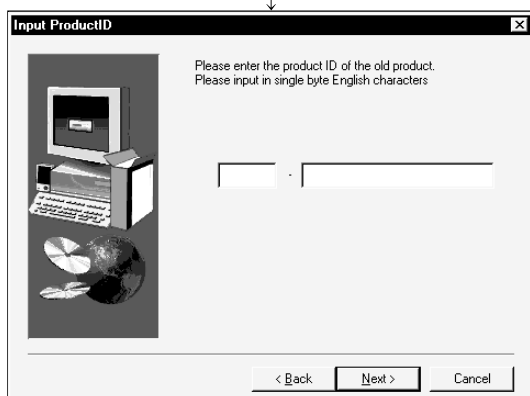 Input ProductID
Please enter the product ID of the old product.
Please input in single byte English characters
-
< Back
Next >
Cancel